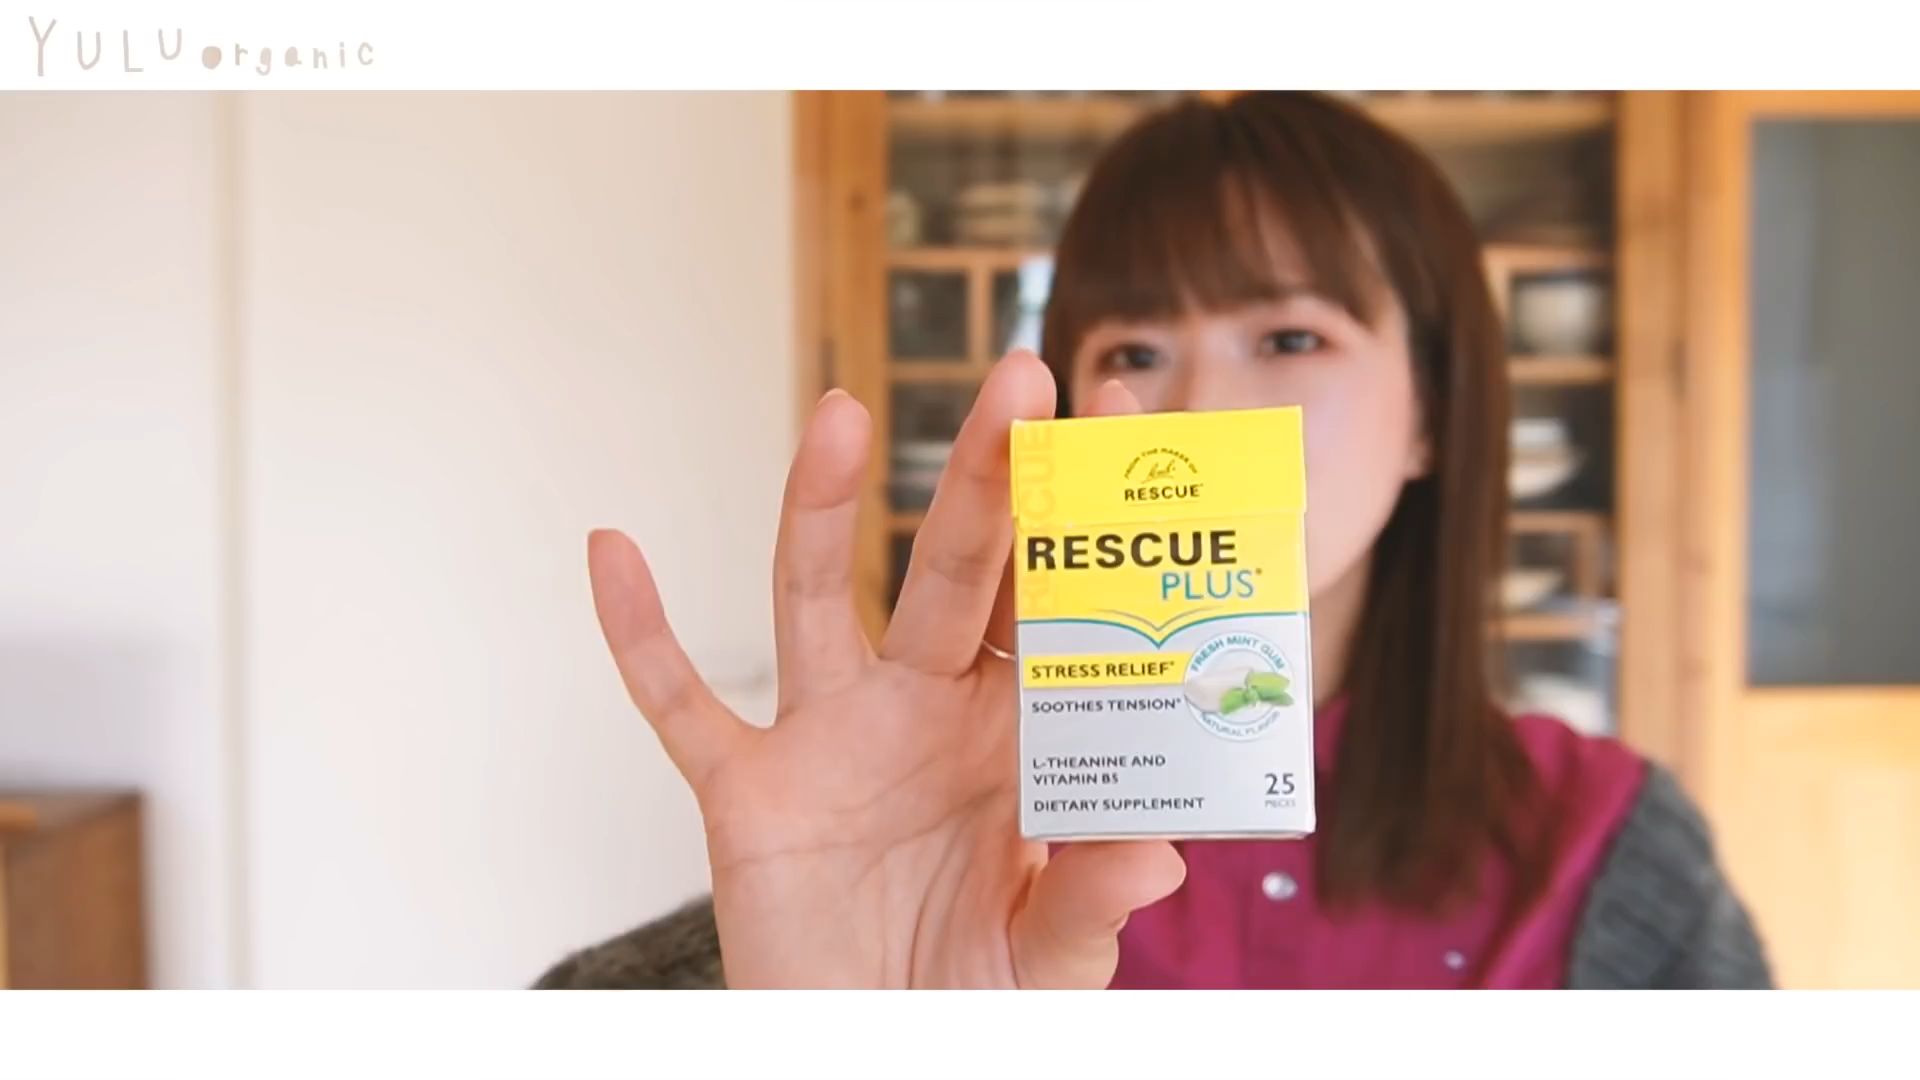 YULU organic
FROM THE MAKER OF
Bach
RESCUE
RESCUE
RESCUE
PLUS
STRESS RELIEF*
SOOTHES TENSION*
FRESH MINT GUM
NATURAL FLAVOR
L-THEANINE AND
VITAMIN B5
DIETARY SUPPLEMENT
25
PIECES